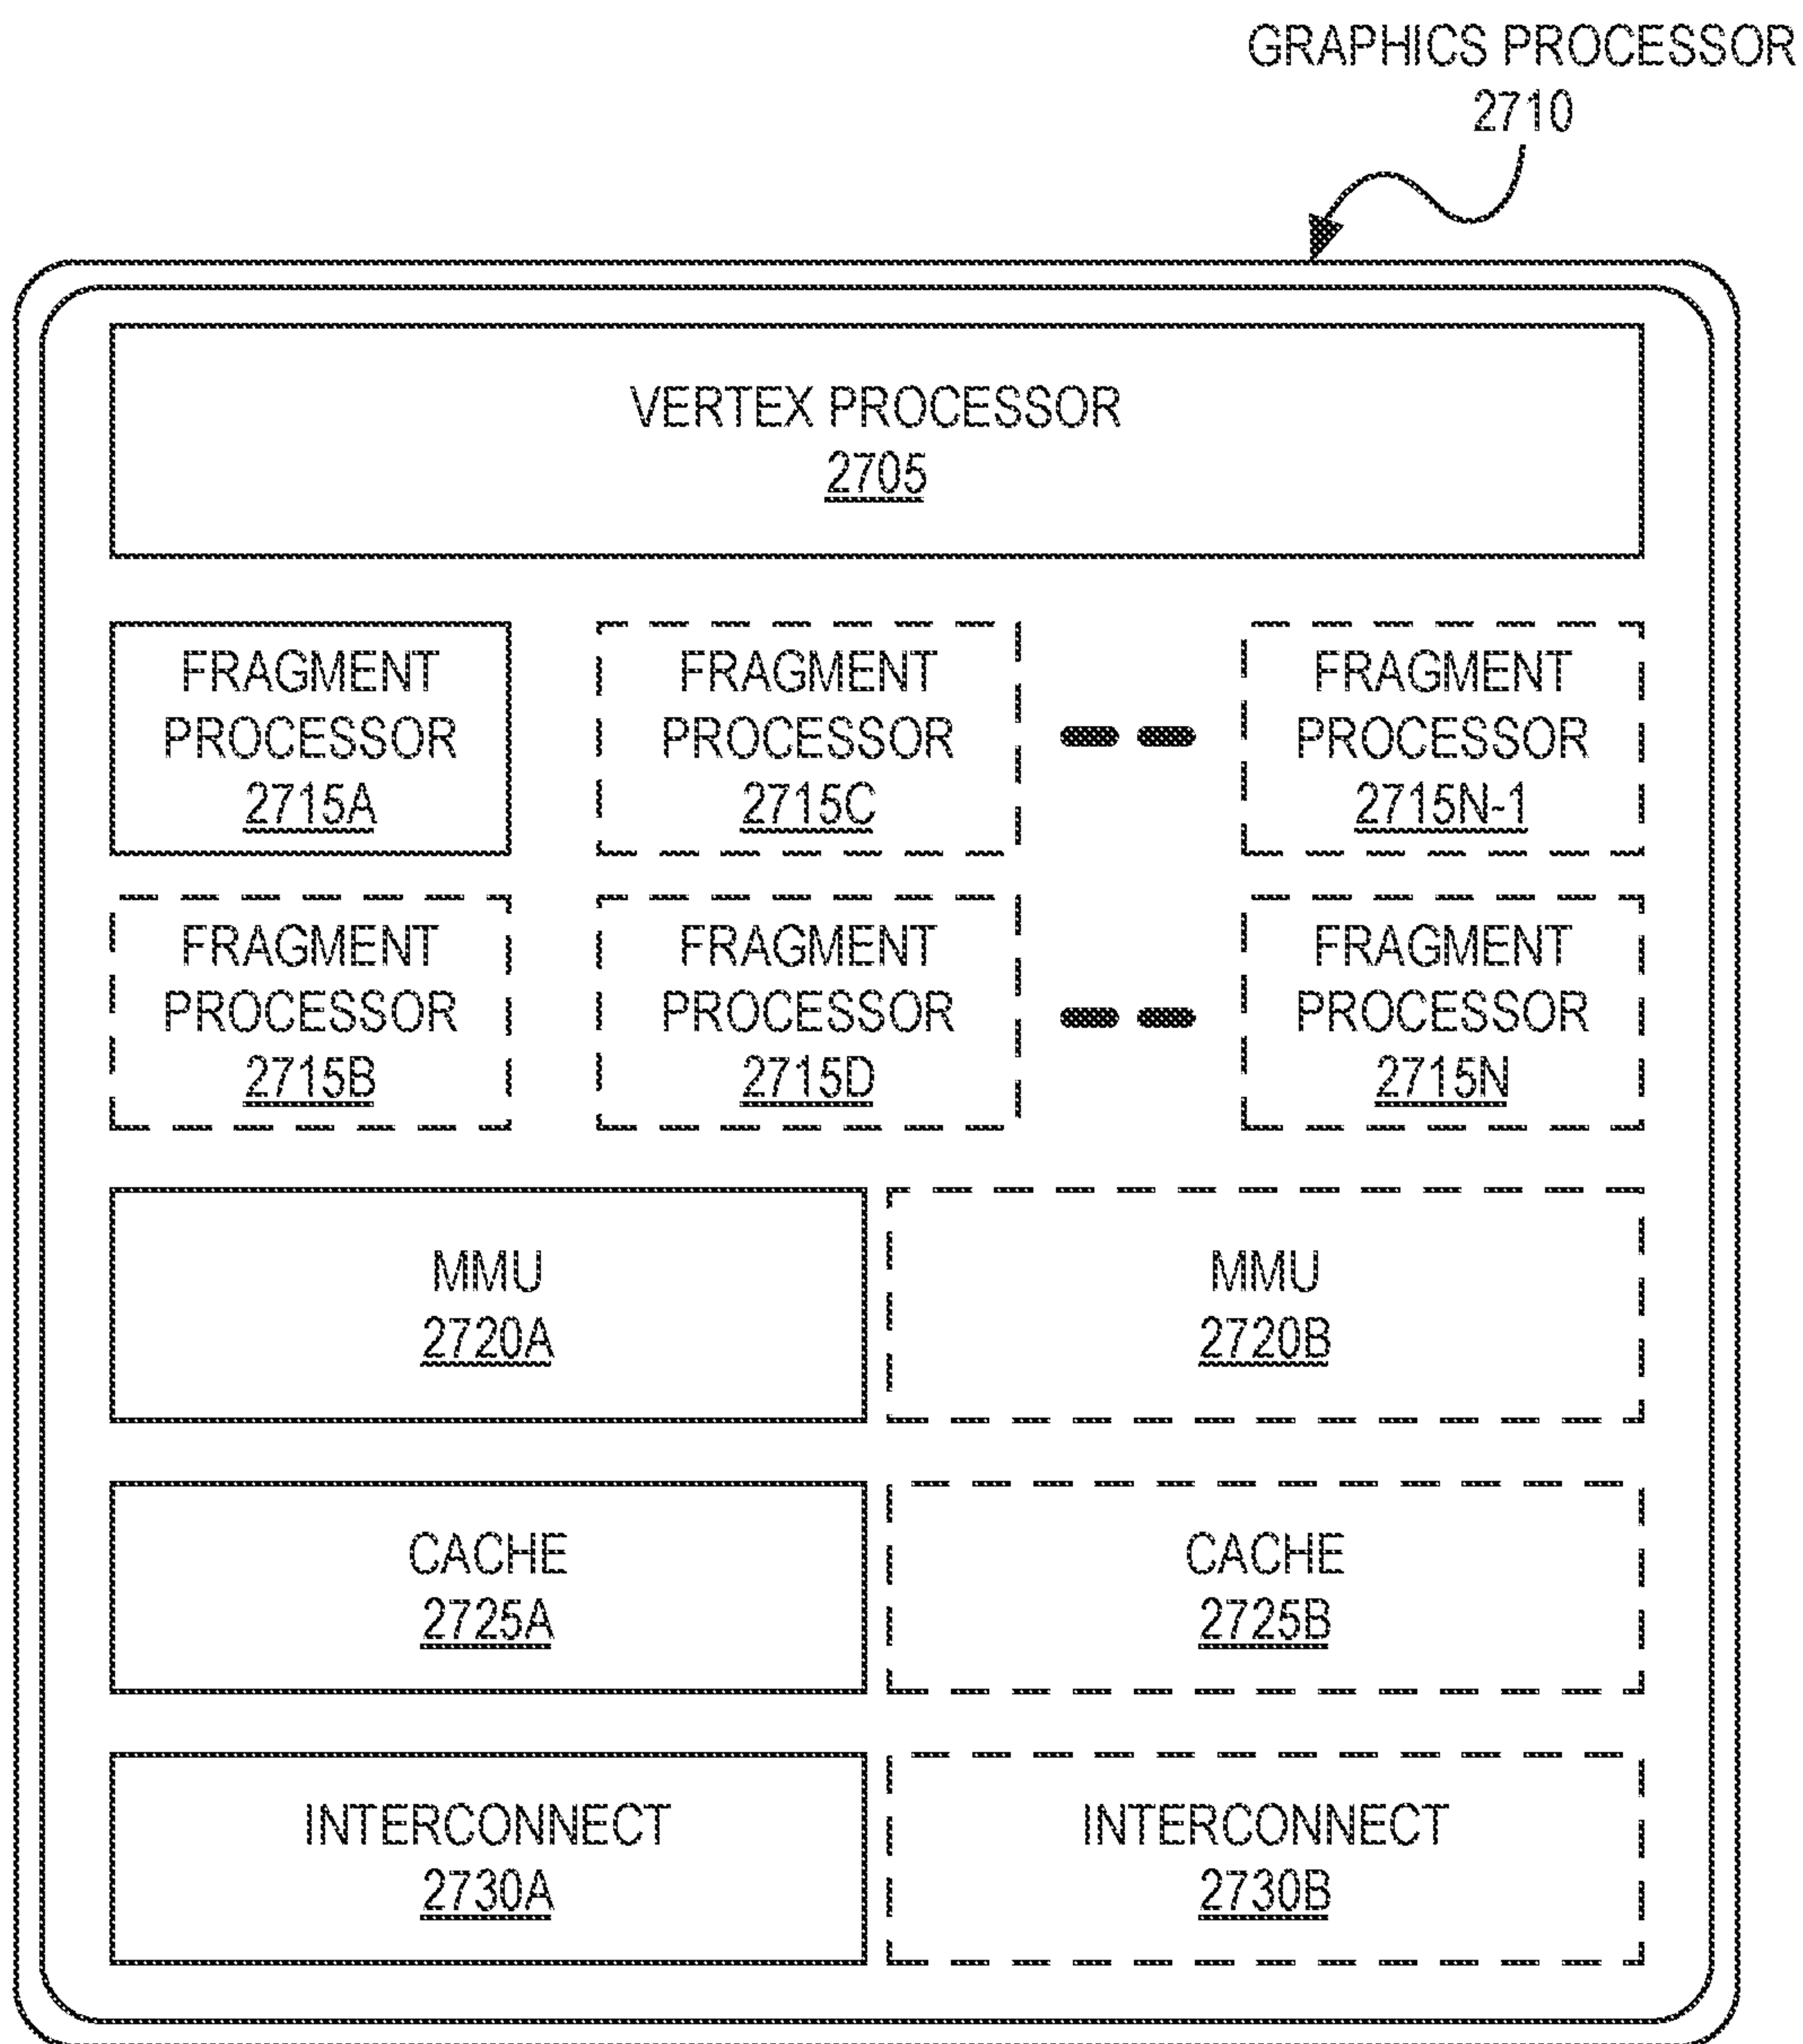 GRAPHICS PROCESSOR
2710
VERTEX PROCESSOR
2705
FRAGMENT
PROCESSOR
2715A
FRAGMENT
PROCESSOR
2715C
FRAGMENT
PROCESSOR
2715N-1
FRAGMENT
PROCESSOR
2715B
FRAGMENT
PROCESSOR
2715D
FRAGMENT
PROCESSOR
2715N
MMU
2720A
MMU
2720B
CACHE
2725A
CACHE
2725B
INTERCONNECT
2730A
INTERCONNECT
2730B